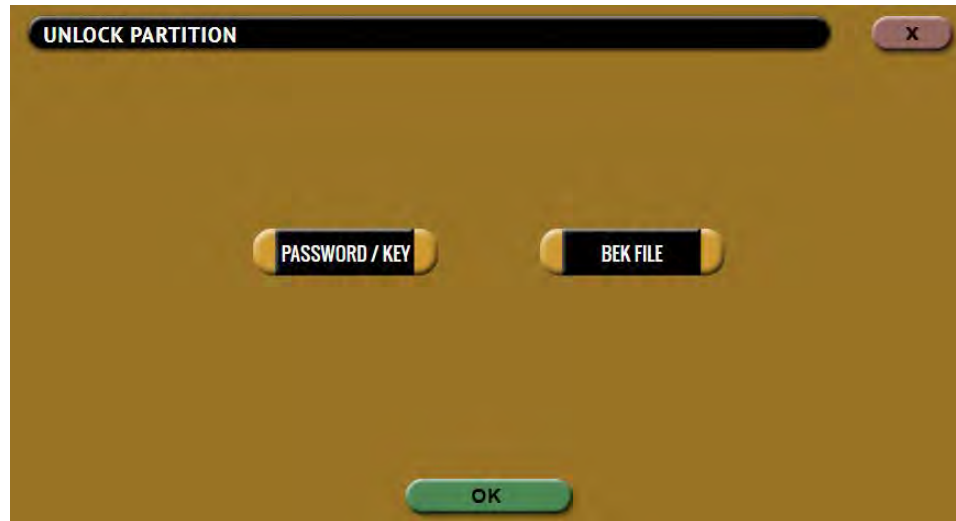 UNLOCK PARTITION
X
PASSWORD / KEY
BEK FILE
OK